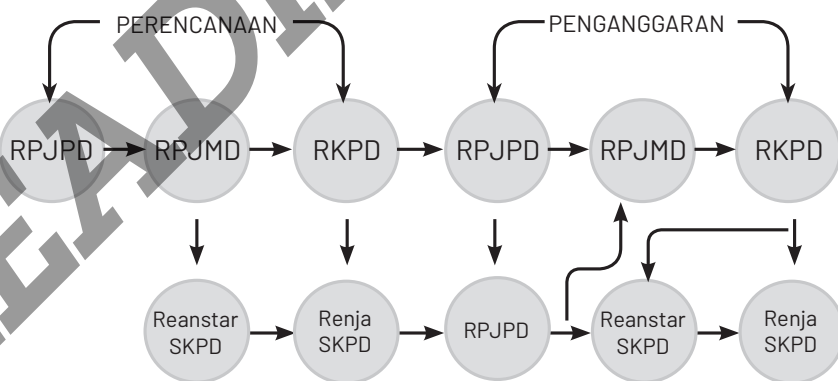 PERENCANAAN
PENGANGGARAN
RPJPD
RPJMD
RKPD
RPJPD
RPJMD
RKPD
Reanstar
SKPD
Renja
SKPD
RPJPD
Reanstar
SKPD
Renja
SKPD